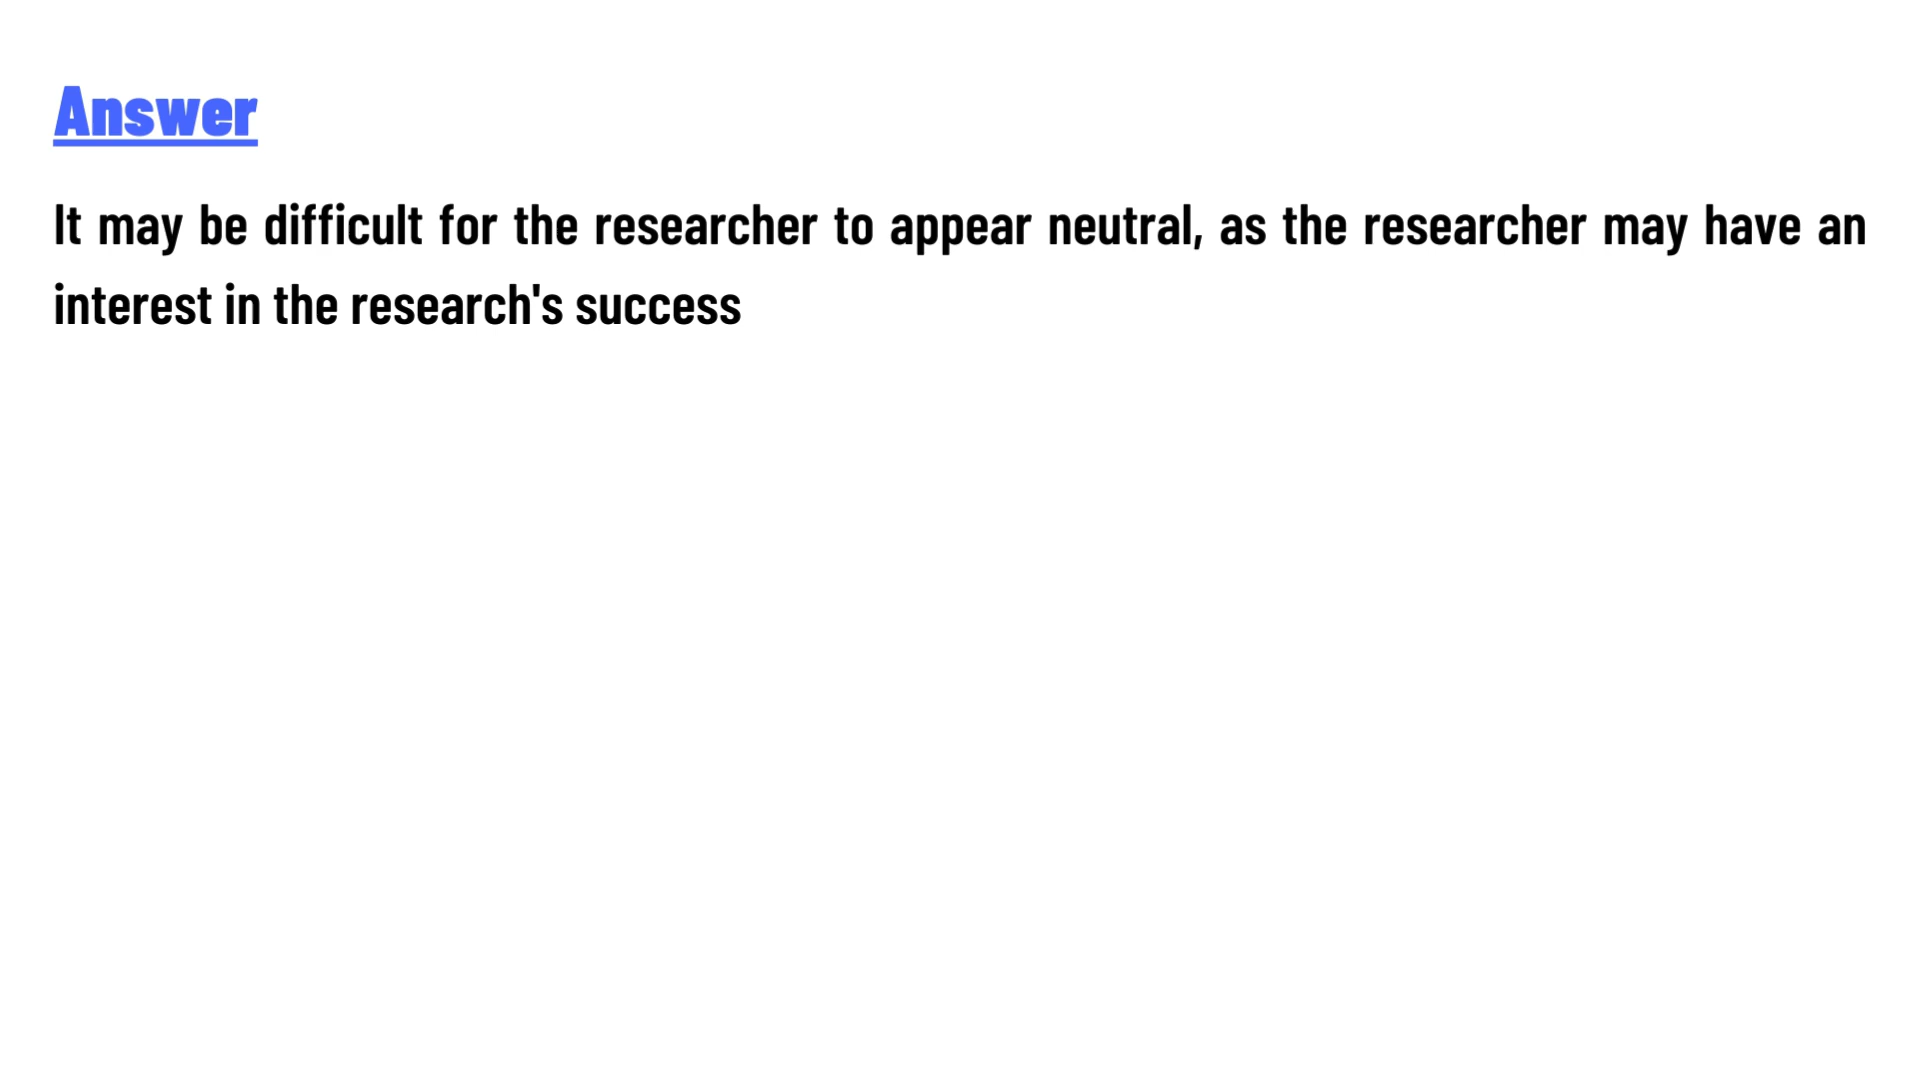 Answer
It may be difficult for the researcher to appear neutral, as the researcher may have an
interest in the research's success